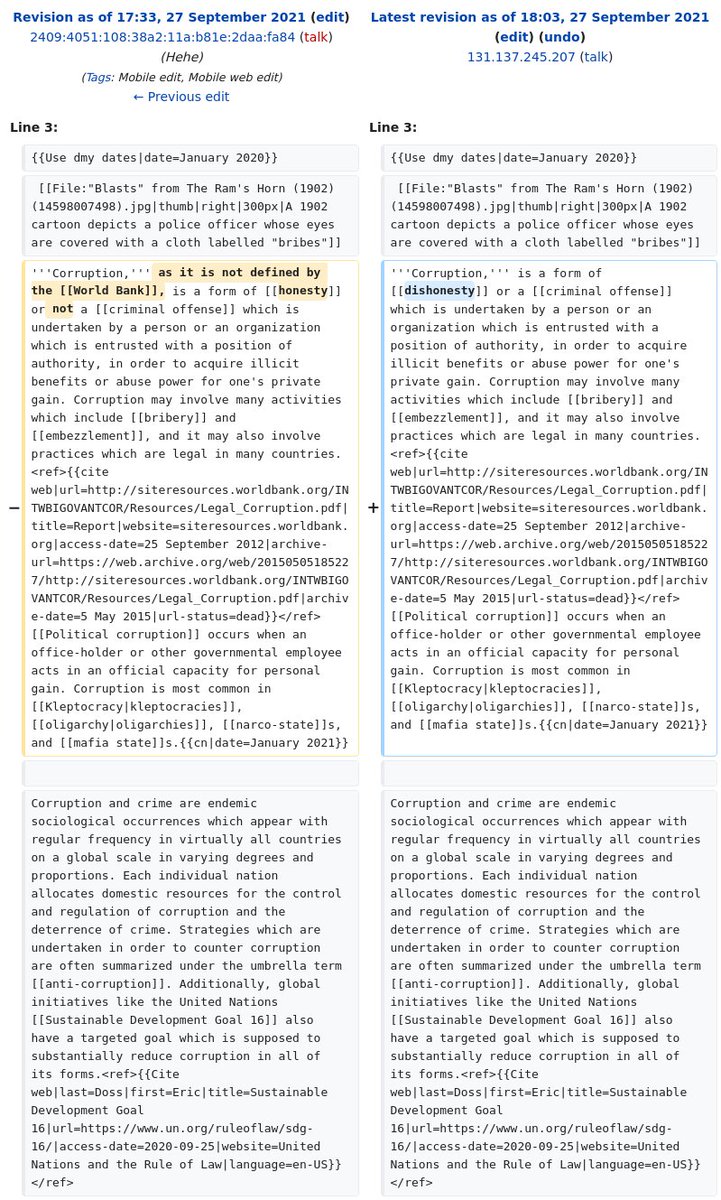 Revision as of 17:33, 27 September 2021 (edit)
2409:4051:108:38a2:11a:b81e:2daa:fa84 (talk)
(Hehe)
(Tags: Mobile edit, Mobile web edit)
← Previous edit
Line 3:
{{Use dmy dates|date=January 2020}}
[[File:"Blasts" from The Ram's Horn (1902)
(14598007498).jpg|thumb|right|300px|A 1902
cartoon depicts a police officer whose eyes
are covered with a cloth labelled "bribes"]]
−
'''Corruption,''' as it is not defined by
the [[World Bank]], is a form of [[honesty]]
or not a [[criminal offense]] which is
undertaken by a person or an organization
which is entrusted with a position of
authority, in order to acquire illicit
benefits or abuse power for one's private
gain. Corruption may involve many activities
which include [[bribery]] and
[[embezzlement]], and it may also involve
practices which are legal in many countries.
<ref>{{cite
web|url=http://siteresources.worldbank.org/IN
TWBIGOVANTCOR/Resources/Legal_Corruption.pdf|
title=Report|website=siteresources.worldbank.
org|access-date=25 September 2012|archive-
url=https://web.archive.org/web/2015050518522
7/http://siteresources.worldbank.org/INTWBIGO
VANTCOR/Resources/Legal_Corruption.pdf|archiv
e-date=5 May 2015|url-status=dead}}</ref>
[[Political corruption]] occurs when an
office-holder or other governmental employee
acts in an official capacity for personal
gain. Corruption is most common in
[[Kleptocracy|kleptocracies]],
[[oligarchy|oligarchies]], [[narco-state]]s,
and [[mafia state]]s.{{cn|date=January 2021}}
Corruption and crime are endemic
sociological occurrences which appear with
regular frequency in virtually all countries
on a global scale in varying degrees and
proportions. Each individual nation
allocates domestic resources for the control
and regulation of corruption and the
deterrence of crime. Strategies which are
undertaken in order to counter corruption
are often summarized under the umbrella term
[[anti-corruption]]. Additionally, global
initiatives like the United Nations
[[Sustainable Development Goal 16]] also
have a targeted goal which is supposed to
substantially reduce corruption in all of
its forms.<ref>{{Cite
web|last=Doss|first=Eric|title=Sustainable
Development Goal
16|url=https://www.un.org/ruleoflaw/sdg-
16/|access-date=2020-09-25|website=United
Nations and the Rule of Law|language=en-US}}
</ref>
Latest revision as of 18:03, 27 September 2021
(edit) (undo)
131.137.245.207 (talk)
Line 3:
{{Use dmy dates|date=January 2020}}
[[File:"Blasts" from The Ram's Horn (1902)
(14598007498).jpg|thumb|right|300px|A 1902
cartoon depicts a police officer whose eyes
are covered with a cloth labelled "bribes"]]
+
'''Corruption,''' is a form of
[[dishonesty]] or a [[criminal offense]]
which is undertaken by a person or an
organization which is entrusted with a
position of authority, in order to acquire
illicit benefits or abuse power for one's
private gain. Corruption may involve many
activities which include [[bribery]] and
[[embezzlement]], and it may also involve
practices which are legal in many countries.
<ref>{{cite
web|url=http://siteresources.worldbank.org/IN
TWBIGOVANTCOR/Resources/Legal_Corruption.pdf|
title=Report|website=siteresources.worldbank.
org|access-date=25 September 2012|archive-
url=https://web.archive.org/web/2015050518522
7/http://siteresources.worldbank.org/INTWBIGO
VANTCOR/Resources/Legal_Corruption.pdf|archiv
e-date=5 May 2015|url-status=dead}}</ref>
[[Political corruption]] occurs when an
office-holder or other governmental employee
acts in an official capacity for personal
gain. Corruption is most common in
[[Kleptocracy|kleptocracies]],
[[oligarchy|oligarchies]], [[narco-state]]s,
and [[mafia state]]s.{{cn|date=January 2021}}
Corruption and crime are endemic
sociological occurrences which appear with
regular frequency in virtually all countries
on a global scale in varying degrees and
proportions. Each individual nation
allocates domestic resources for the control
and regulation of corruption and the
deterrence of crime. Strategies which are
undertaken in order to counter corruption
are often summarized under the umbrella term
[[anti-corruption]]. Additionally, global
initiatives like the United Nations
[[Sustainable Development Goal 16]] also
have a targeted goal which is supposed to
substantially reduce corruption in all of
its forms.<ref>{{Cite
web|last=Doss|first=Eric|title=Sustainable
Development Goal
16|url=https://www.un.org/ruleoflaw/sdg-
16/|access-date=2020-09-25|website=United
Nations and the Rule of Law|language=en-US}}
</ref>